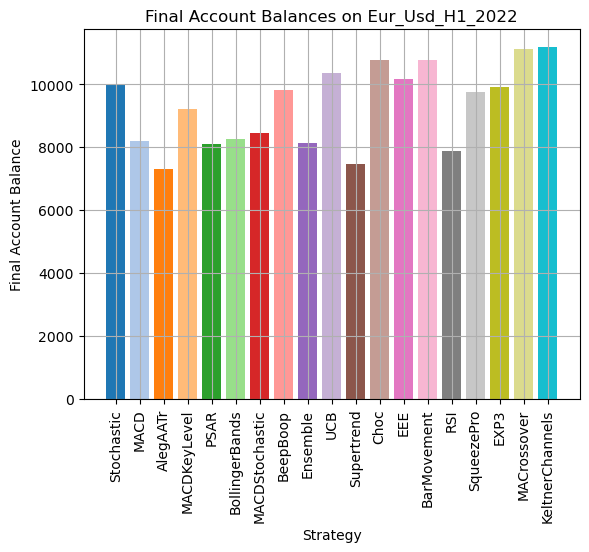 Final Account Balances on Eur_Usd_H1_2022
Final Account Balance
10000
8000
6000
4000
2000
0
Stochastic
MACD
AlegAATr
MACDKeyLevel
PSAR
BollingerBands
MACDStochastic
BeepBoop
Ensemble
UCB
Supertrend
Choc
EEE
BarMovement
RSI
SqueezePro
EXP3
MACrossover
KeltnerChannels
Strategy